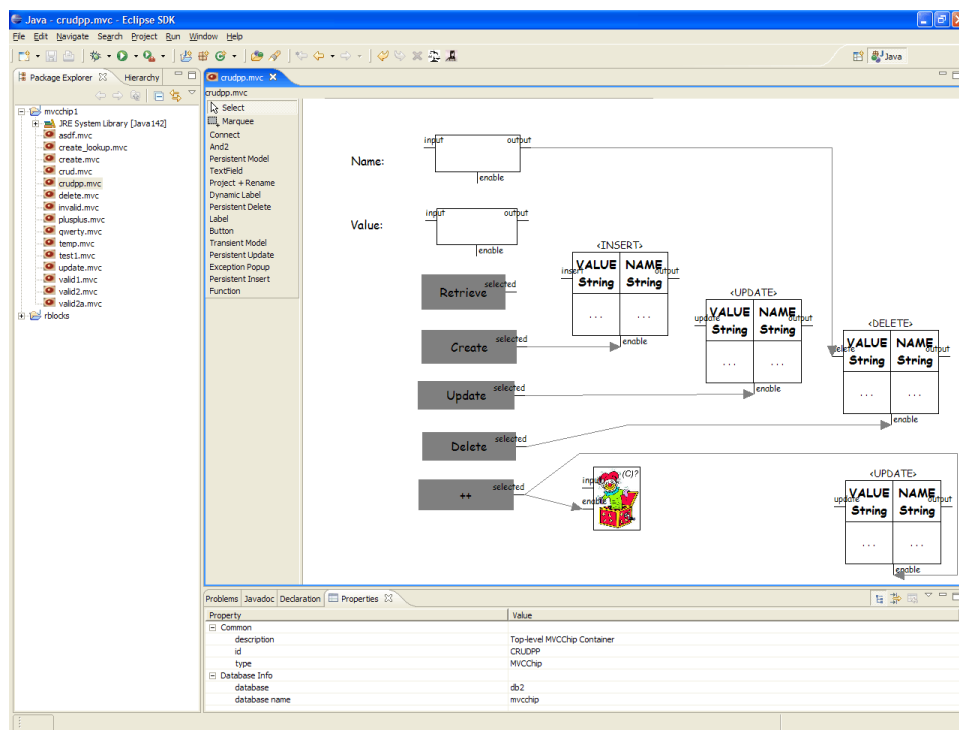 Java - crudpp.mvc - Eclipse SDK
File Edit Navigate Search Project Run Window Help
Java
Package Explorer Hierarchy
crudpp.mvc
crudpp.mvc
mvcchip1
JRE System Library [Java142]
asdf.mvc
create_lookup.mvc
create.mvc
crud.mvc
crudpp.mvc
delete.mvc
invalid.mvc
plusplus.mvc
qwerty.mvc
temp.mvc
test1.mvc
update.mvc
valid1.mvc
valid2.mvc
valid2a.mvc
rblocks
Select
Marquee
Connect
And2
Persistent Model
TextField
Project + Rename
Dynamic Label
Persistent Delete
Label
Button
Transient Model
Persistent Update
Exception Popup
Persistent Insert
Function
Name:
input output
enable
Value:
input output
enable
Retrieve selected
Create selected
Update selected
Delete selected
++ selected
<INSERT>
insert VALUE NAME output
String String
... ...
enable
<UPDATE>
update VALUE NAME output
String String
... ...
enable
<DELETE>
delete VALUE NAME output
String String
... ...
enable
input (C)?
enable
<UPDATE>
update VALUE NAME output
String String
... ...
enable
Problems Javadoc Declaration Properties
Property Value
Common
description Top-level MVCChip Container
id CRUDPP
type MVCChip
Database Info
database db2
database name mvcchip